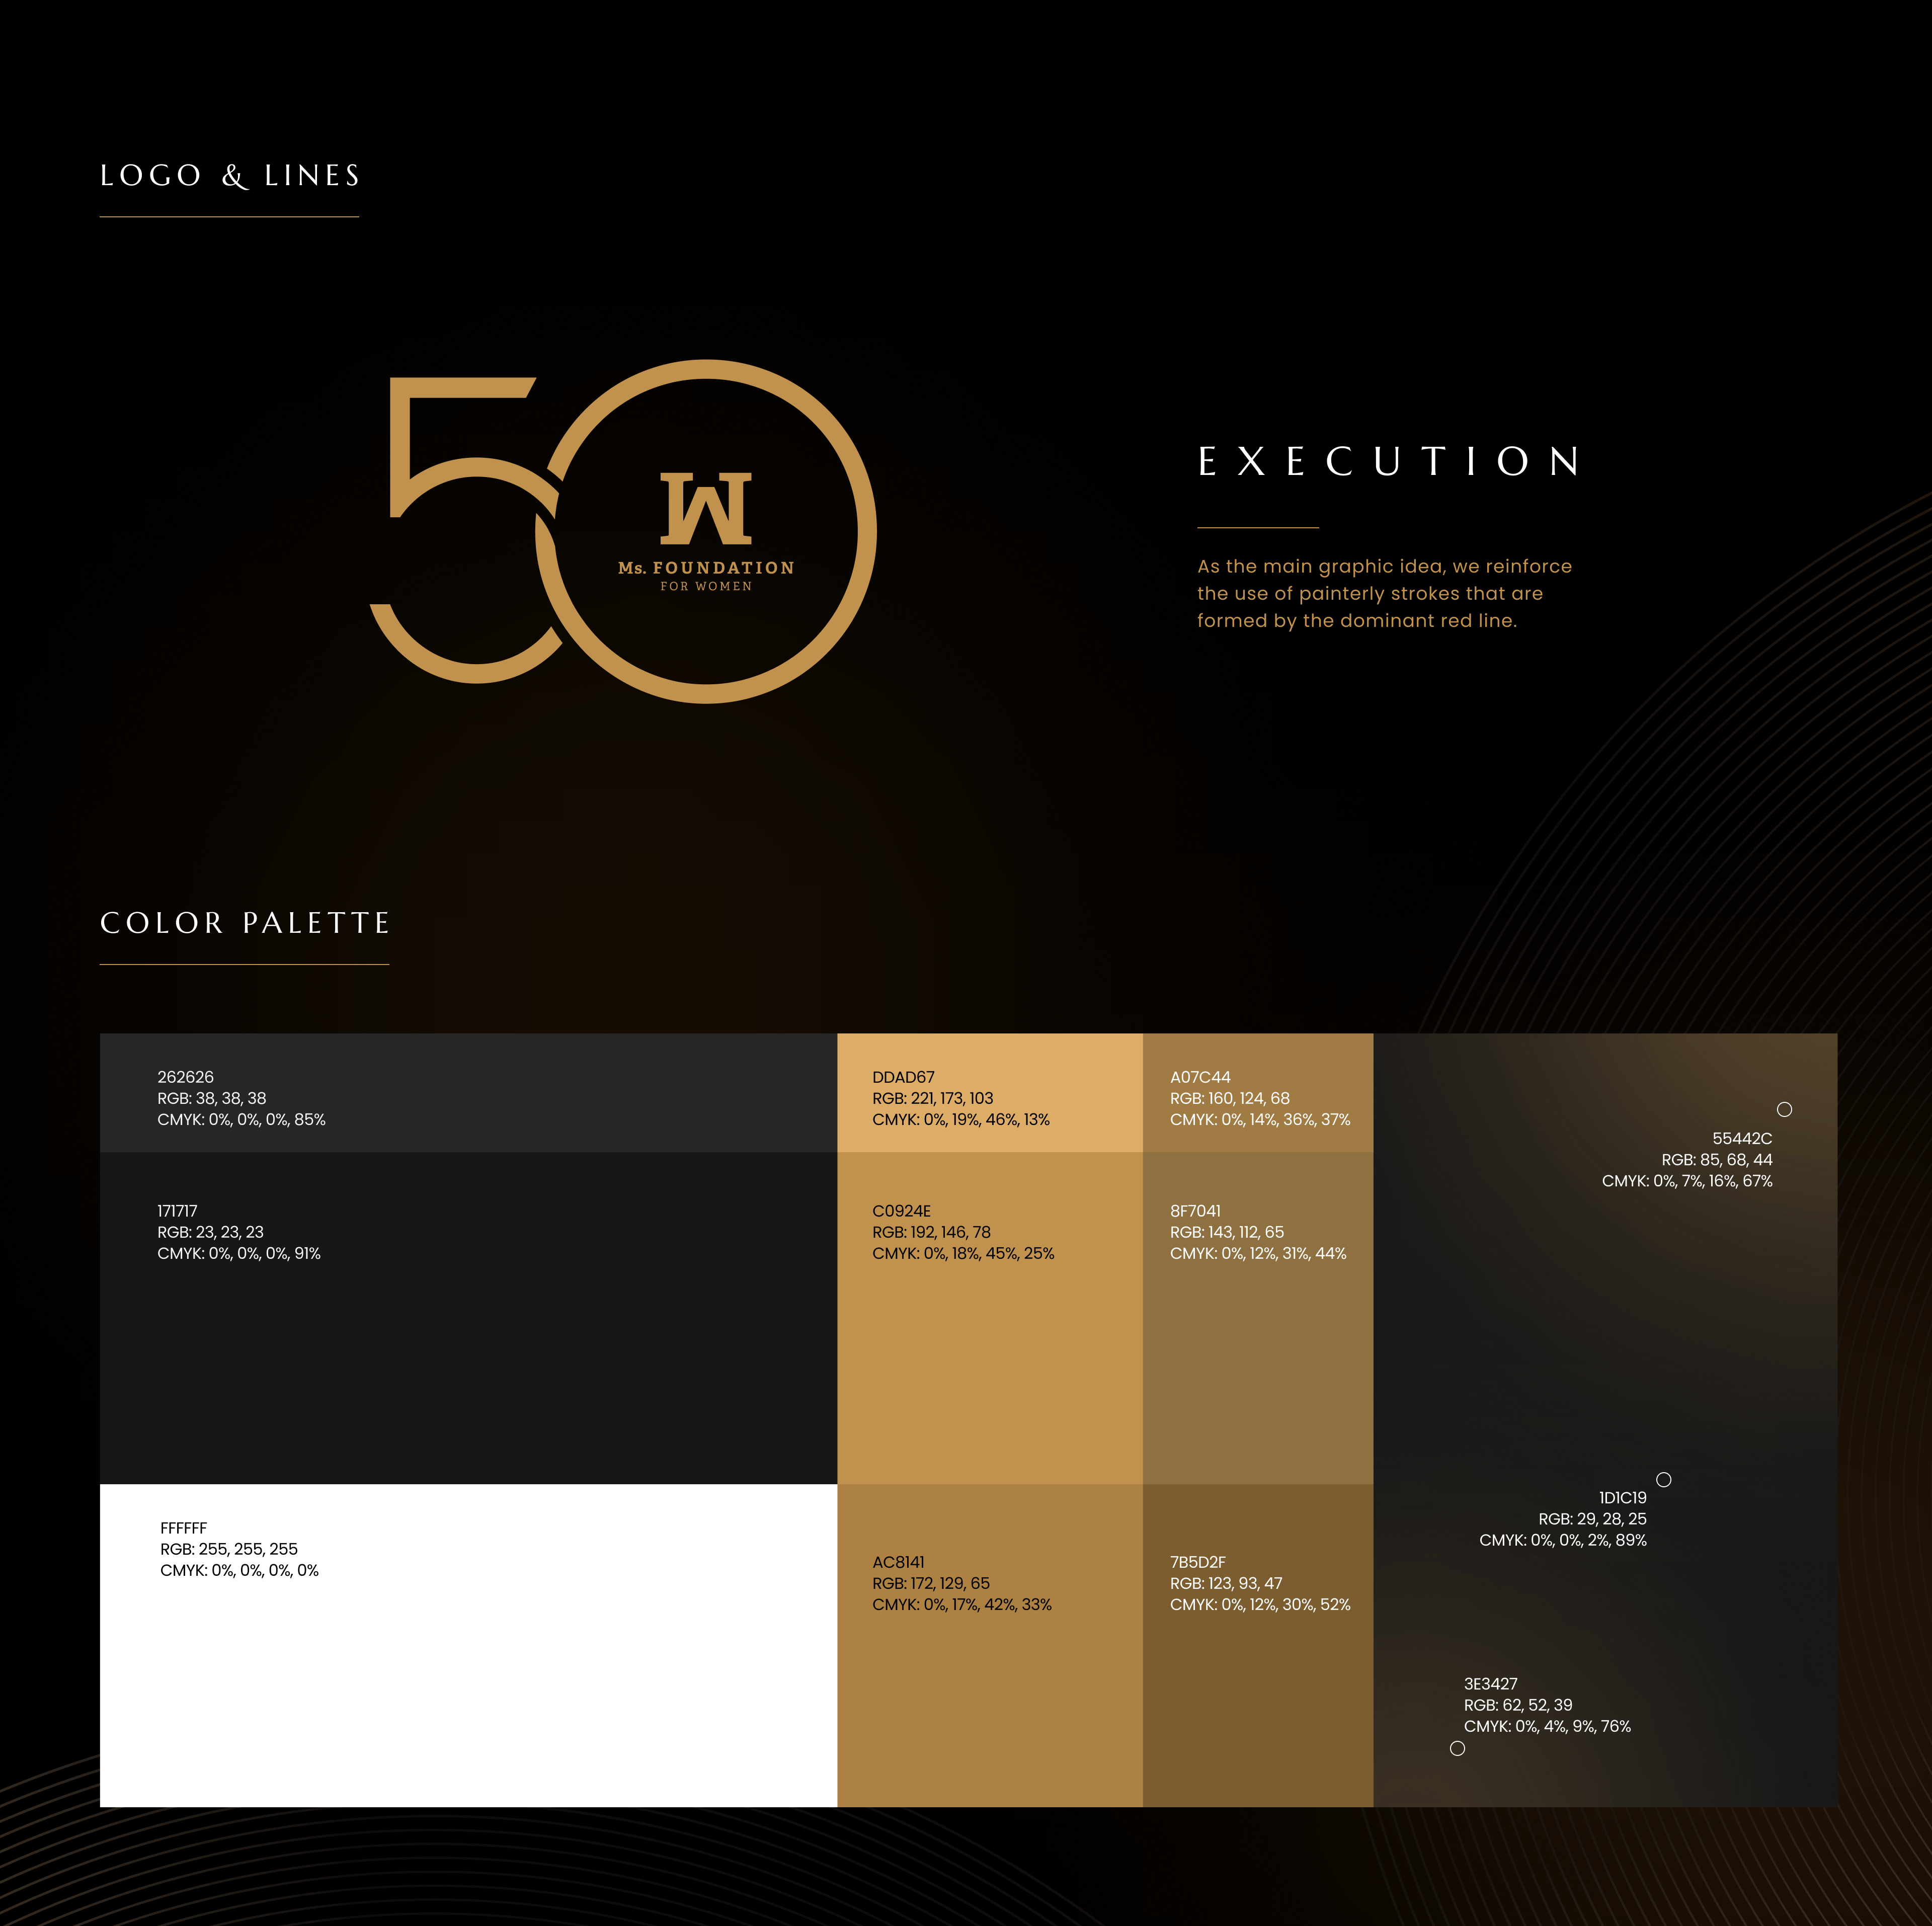 LOGO & LINES
50
W
Ms. FOUNDATION
FOR WOMEN
EXECUTION
As the main graphic idea, we reinforce
the use of painterly strokes that are
formed by the dominant red line.
COLOR PALETTE
262626
RGB: 38, 38, 38
CMYK: 0%, 0%, 0%, 85%
171717
RGB: 23, 23, 23
CMYK: 0%, 0%, 0%, 91%
FFFFFF
RGB: 255, 255, 255
CMYK: 0%, 0%, 0%, 0%
DDAD67
RGB: 221, 173, 103
CMYK: 0%, 19%, 46%, 13%
C0924E
RGB: 192, 146, 78
CMYK: 0%, 18%, 45%, 25%
AC8141
RGB: 172, 129, 65
CMYK: 0%, 17%, 42%, 33%
A07C44
RGB: 160, 124, 68
CMYK: 0%, 14%, 36%, 37%
8F7041
RGB: 143, 112, 65
CMYK: 0%, 12%, 31%, 44%
7B5D2F
RGB: 123, 93, 47
CMYK: 0%, 12%, 30%, 52%
55442C
RGB: 85, 68, 44
CMYK: 0%, 7%, 16%, 67%
1D1C19
RGB: 29, 28, 25
CMYK: 0%, 0%, 2%, 89%
3E3427
RGB: 62, 52, 39
CMYK: 0%, 4%, 9%, 76%